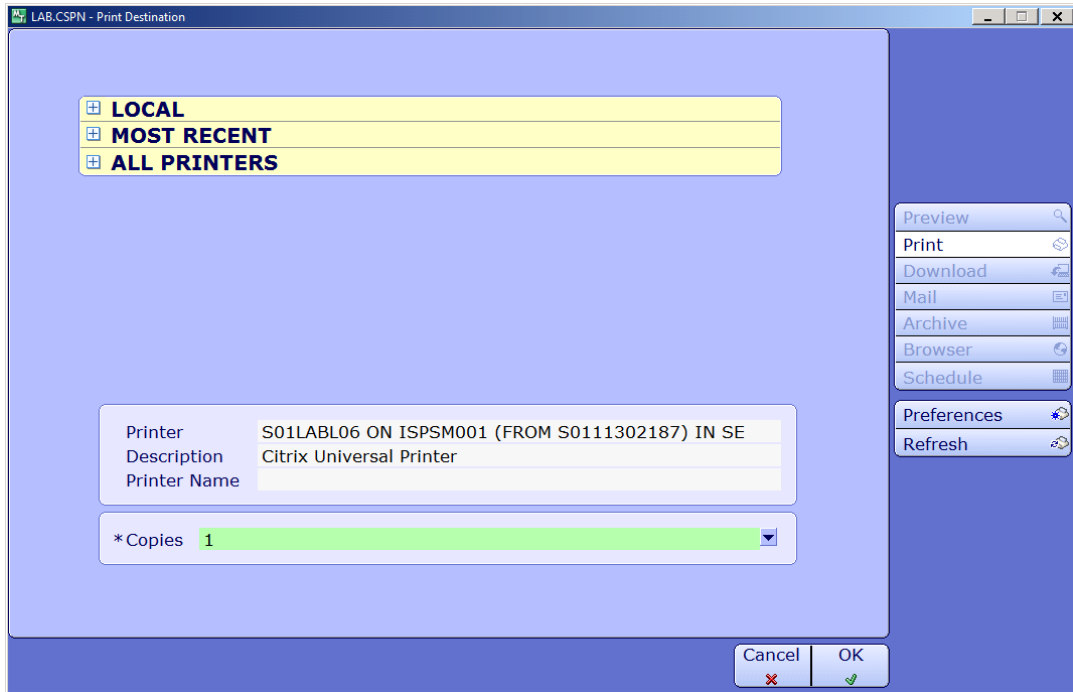 LAB.CSPN - Print Destination
LOCAL
MOST RECENT
ALL PRINTERS
Preview
Print
Download
Mail
Archive
Browser
Schedule
Preferences
Refresh
Printer S01LABL06 ON ISPSM001 (FROM S0111302187) IN SE
Description Citrix Universal Printer
Printer Name
*Copies 1
Cancel OK